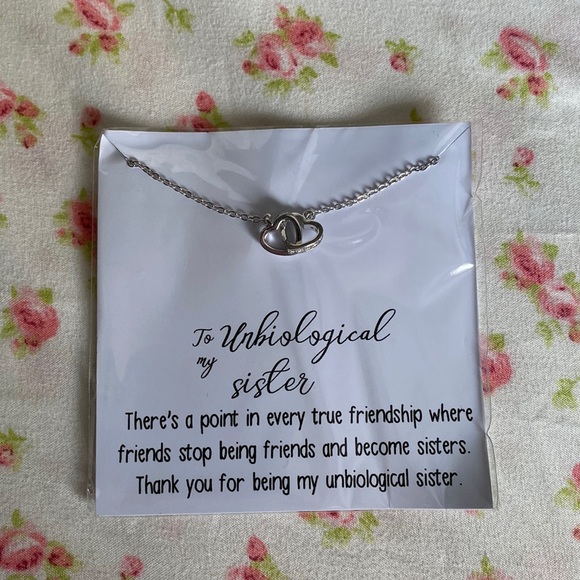 To my Unbiological
sister
There's a point in every true friendship where
friends stop being friends and become sisters.
Thank you for being my unbiological sister.